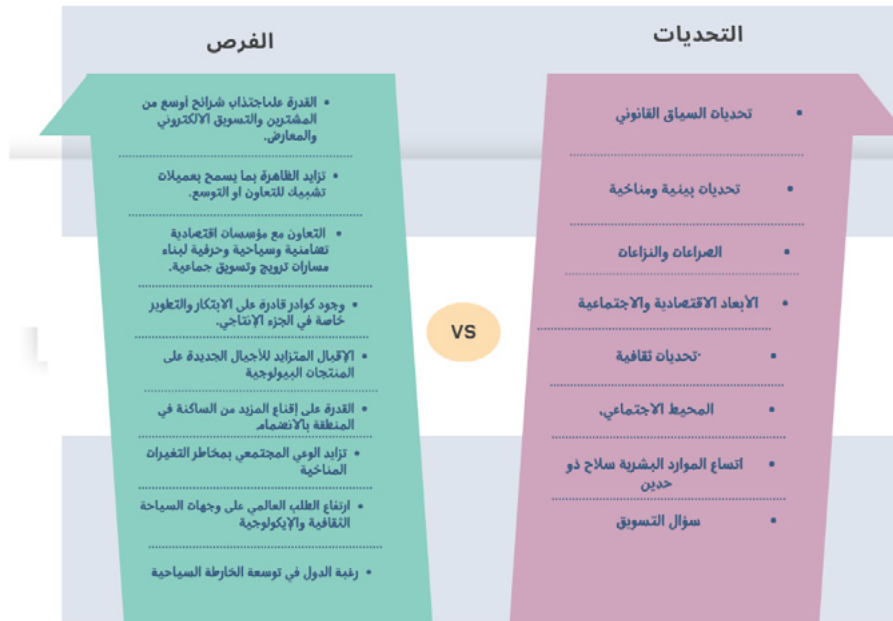 التحديات
• تحديات السياق القانوني
• تحديات بيئية ومناخية
• الصراعات والنزاعات
• الأبعاد الاقتصادية والاجتماعية
• تحديات ثقافية
• المحيط الاجتماعي.
• اتساع الموارد البشرية سلاح ذو
حدين
• سؤال التسويق
VS
الفرص
• القدرة علىاجتذاب شرائح أوسع من
المشترين والتسويق الالكتروني
والمعارض.
• تزايد الظاهرة بما يسمح بعميلات
تشبيك للتعاون او التوسع.
• التعاون مع مؤسسات اقتصادية
تضامنية وسياحية وحرفية لبناء
مسارات ترويج وتسويق جماعية.
• وجود كوادر قادرة على الابتكار والتطوير
خاصة في الجزء الإنتاجي.
• الإقبال المتزايد للأجيال الجديدة على
المنتجات البيولوجية
• القدرة على إقناع المزيد من الساكنة في
المنطقة بالانضمام.
• تزايد الوعي المجتمعي بمخاطر التغيرات
المناخية
• ارتفاع الطلب العالمي على وجهات السياحة
الثقافية والإيكولوجية
• رغبة الدول في توسعة الخارطة السياحية